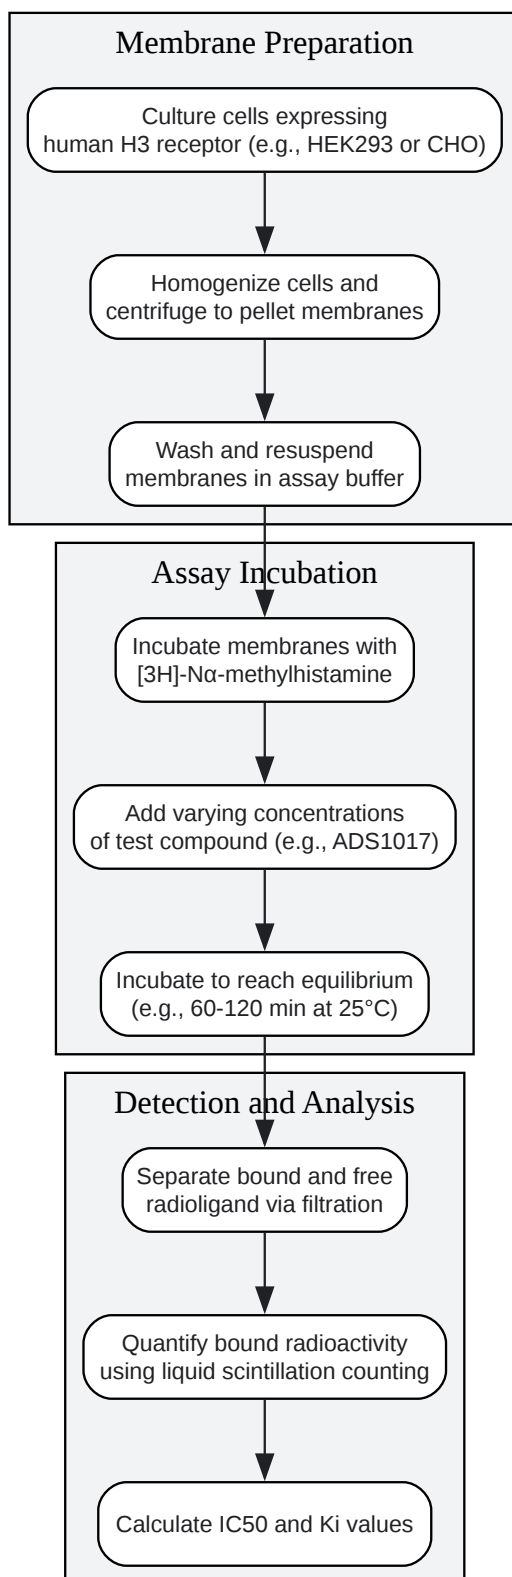 Membrane Preparation
Culture cells expressing
human H3 receptor (e.g., HEK293 or CHO)
Homogenize cells and
centrifuge to pellet membranes
Wash and resuspend
membranes in assay buffer
Assay Incubation
Incubate membranes with
[3H]-Nα-methylhistamine
Add varying concentrations
of test compound (e.g., ADS1017)
Incubate to reach equilibrium
(e.g., 60-120 min at 25°C)
Detection and Analysis
Separate bound and free
radioligand via filtration
Quantify bound radioactivity
using liquid scintillation counting
Calculate IC50 and Ki values